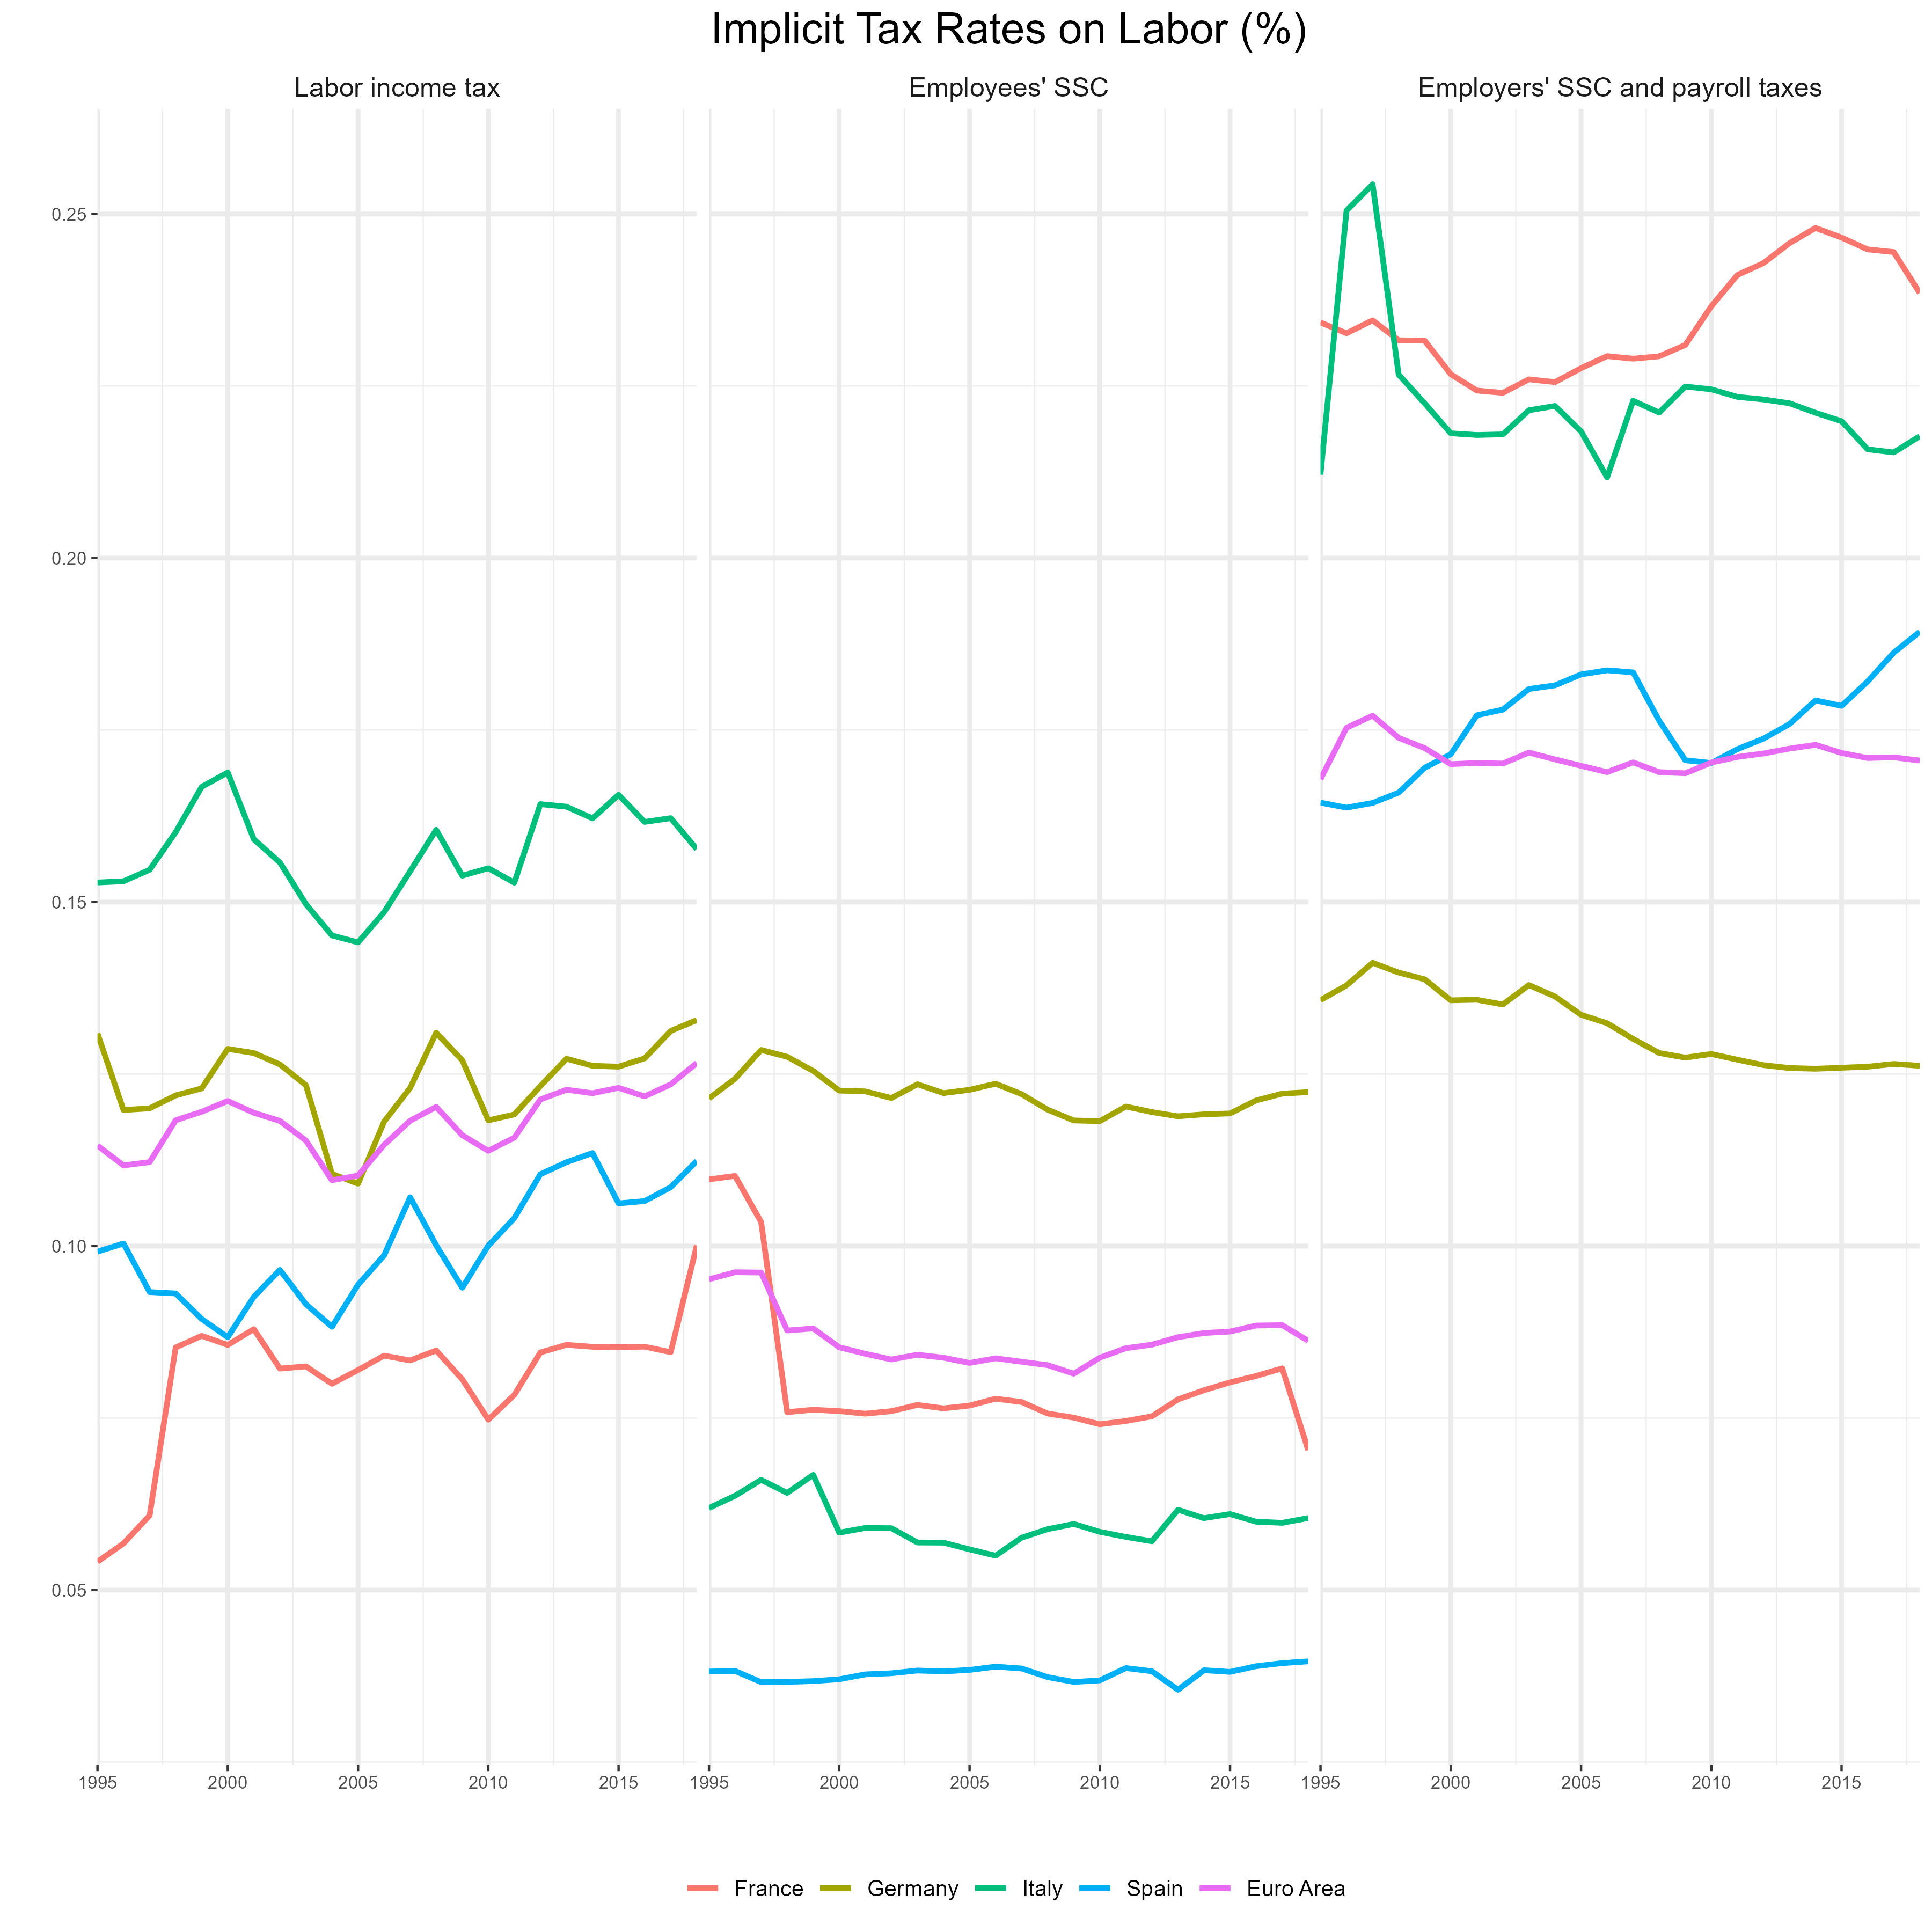 Implicit Tax Rates on Labor (%)
Labor income tax Employees' SSC Employers' SSC and payroll taxes
0.25
0.20
0.15
0.10
0.05
1995 2000 2005 2010 2015 1995 2000 2005 2010 2015 1995 2000 2005 2010 2015
France Germany Italy Spain Euro Area